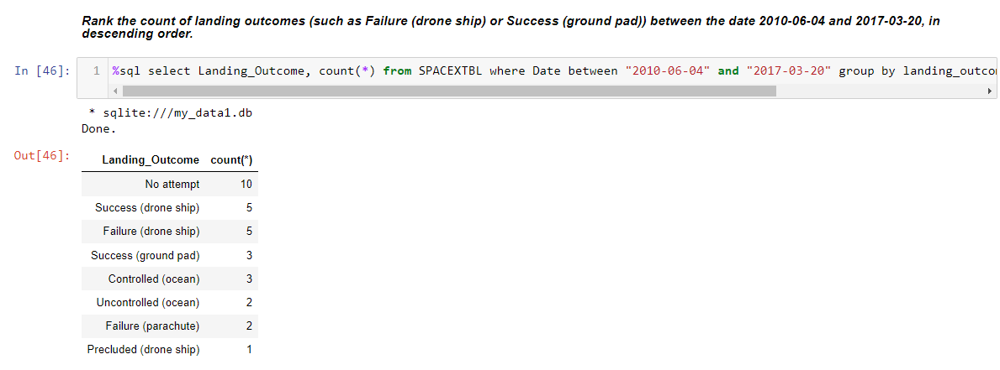 Rank the count of landing outcomes (such as Failure (drone ship) or Success (ground pad)) between the date 2010-06-04 and 2017-03-20, in
descending order.
In [46]: 1 %sql select Landing_Outcome, count(*) from SPACEXTBL where Date between "2010-06-04" and "2017-03-20" group by landing_outco
* sqlite:///my_data1.db
Done.
Out[46]:
Landing_Outcome count(*)
No attempt 10
Success (drone ship) 5
Failure (drone ship) 5
Success (ground pad) 3
Controlled (ocean) 3
Uncontrolled (ocean) 2
Failure (parachute) 2
Precluded (drone ship) 1